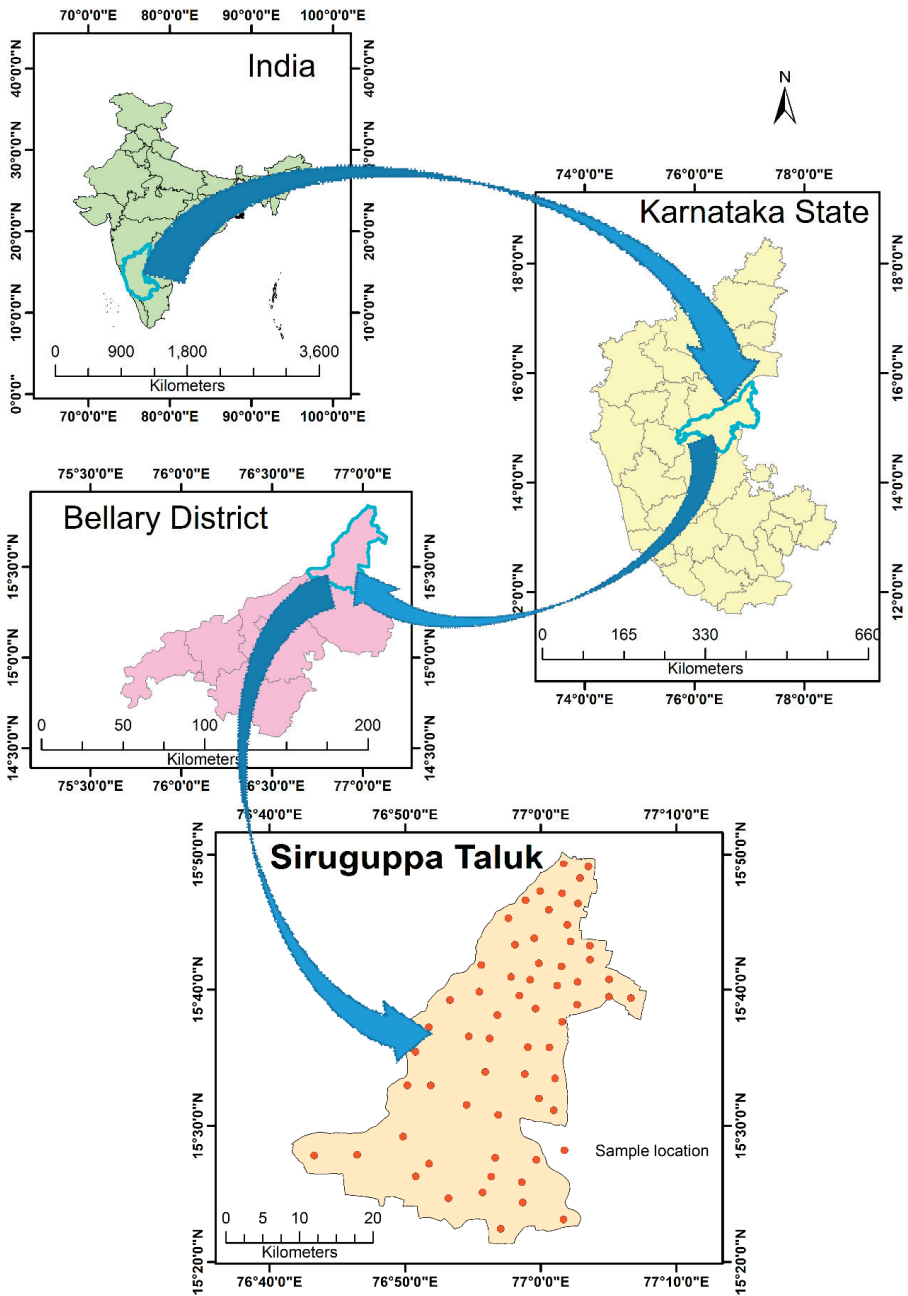 70°0'0"E 80°0'0"E 90°0'0"E 100°0'0"E
India
40°0'0"N
30°0'0"N
20°0'0"N
10°0'0"N
0°0'0"
40°0'0"N
30°0'0"N
20°0'0"N
10°0'0"N
0°0'0"
0 900 1,800 3,600
Kilometers
70°0'0"E 80°0'0"E 90°0'0"E 100°0'0"E
N
74°0'0"E 76°0'0"E 78°0'0"E
Karnataka State
18°0'0"N
16°0'0"N
14°0'0"N
12°0'0"N
18°0'0"N
16°0'0"N
14°0'0"N
12°0'0"N
0 165 330 660
Kilometers
74°0'0"E 76°0'0"E 78°0'0"E
75°30'0"E 76°0'0"E 76°30'0"E 77°0'0"E
Bellary District
15°30'0"N
15°0'0"N
14°30'0"N
15°30'0"N
15°0'0"N
14°30'0"N
0 50 100 200
Kilometers
75°30'0"E 76°0'0"E 76°30'0"E 77°0'0"E
76°40'0"E 76°50'0"E 77°0'0"E 77°10'0"E
Siruguppa Taluk
15°50'0"N
15°40'0"N
15°30'0"N
15°20'0"N
15°50'0"N
15°40'0"N
15°30'0"N
15°20'0"N
Sample location
0 5 10 20
Kilometers
76°40'0"E 76°50'0"E 77°0'0"E 77°10'0"E